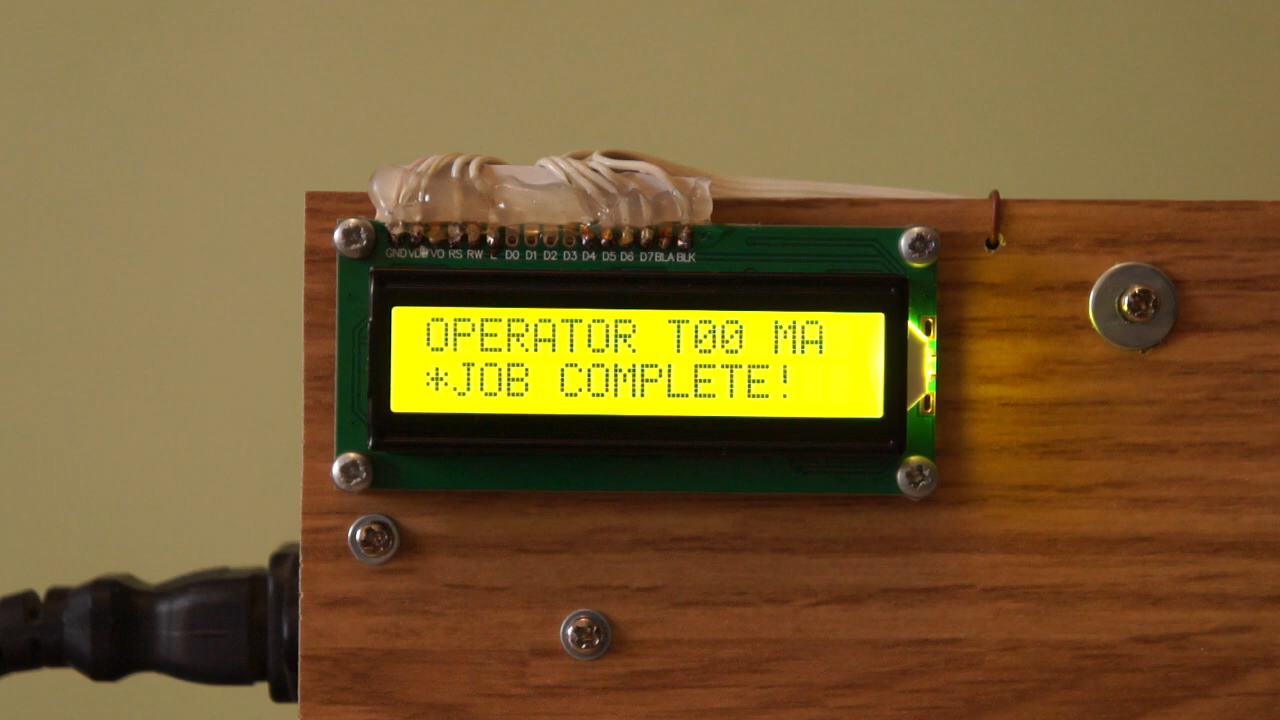 GND VDD VO RS RW E D0 D1 D2 D3 D4 D5 D6 D7 BLA BLK
OPERATOR T00 MA
*JOB COMPLETE!